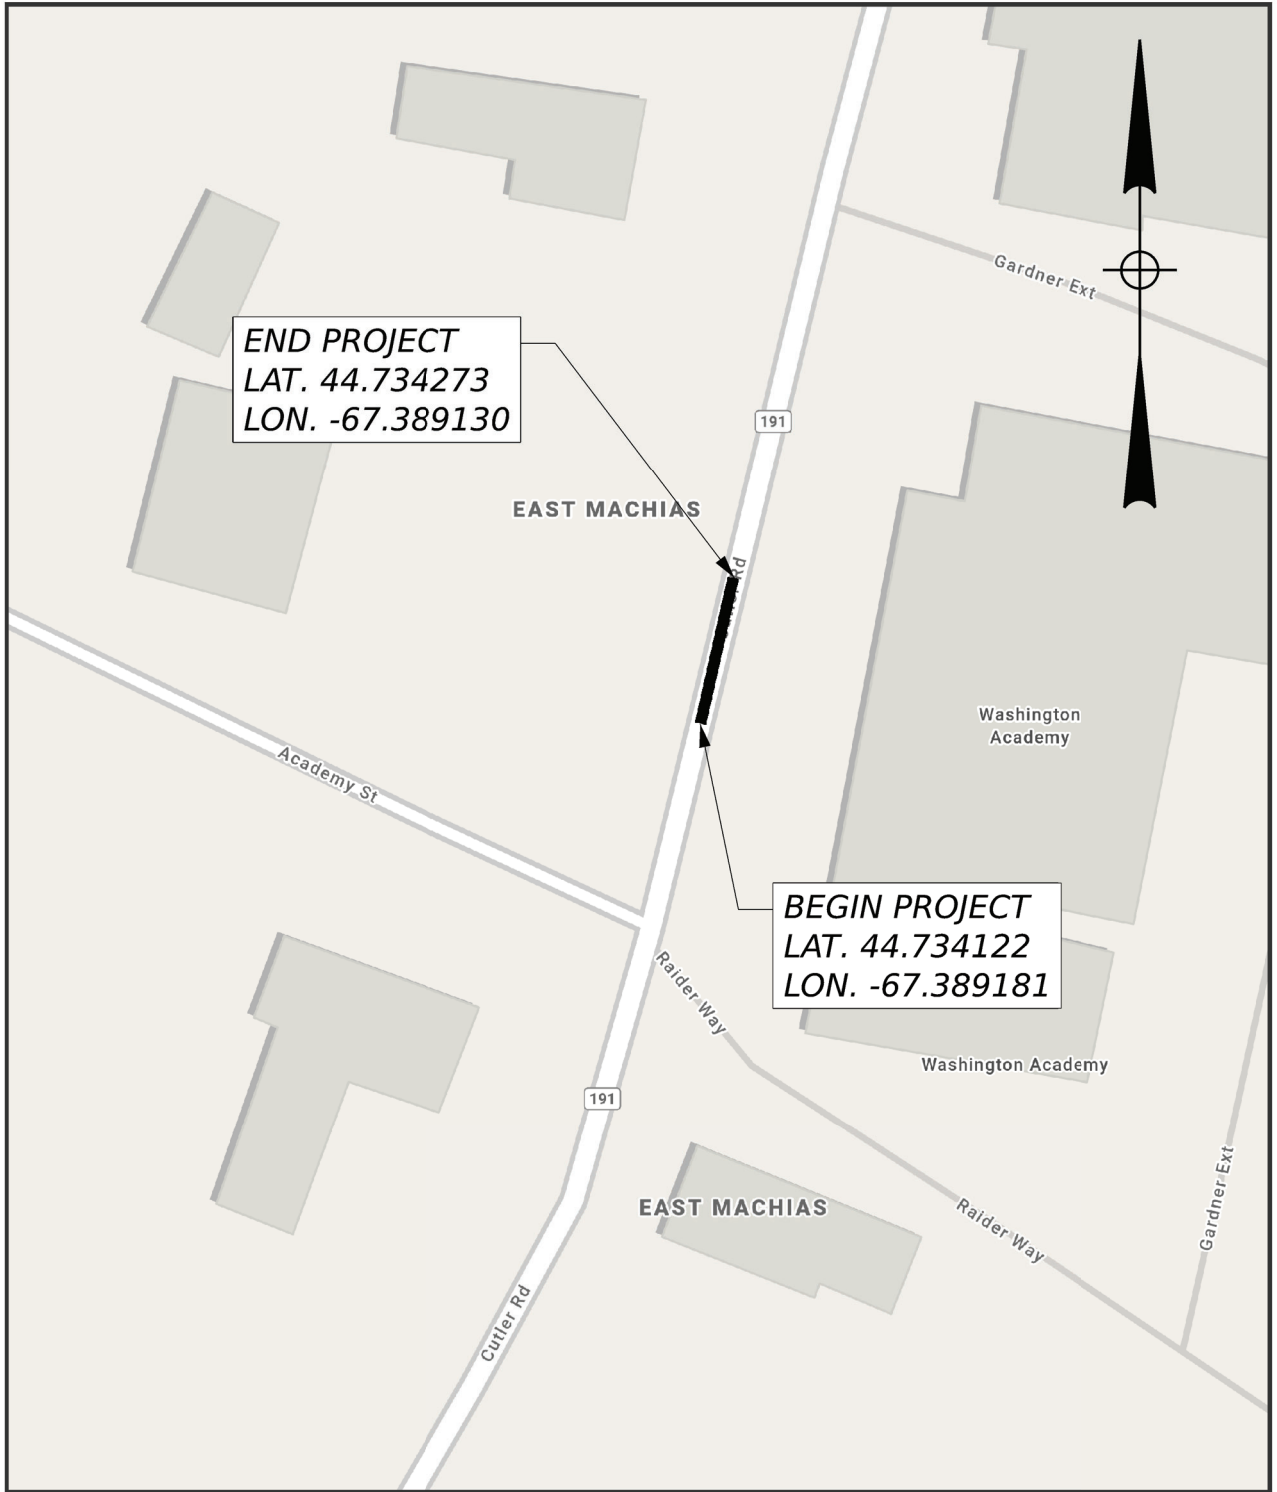 Gardner Ext
END PROJECT
LAT. 44.734273
LON. -67.389130
191
EAST MACHIAS
Rd
Washington
Academy
Academy St
BEGIN PROJECT
LAT. 44.734122
LON. -67.389181
Raider Way
Washington Academy
191
EAST MACHIAS
Raider Way
Gardner Ext
Cutler Rd